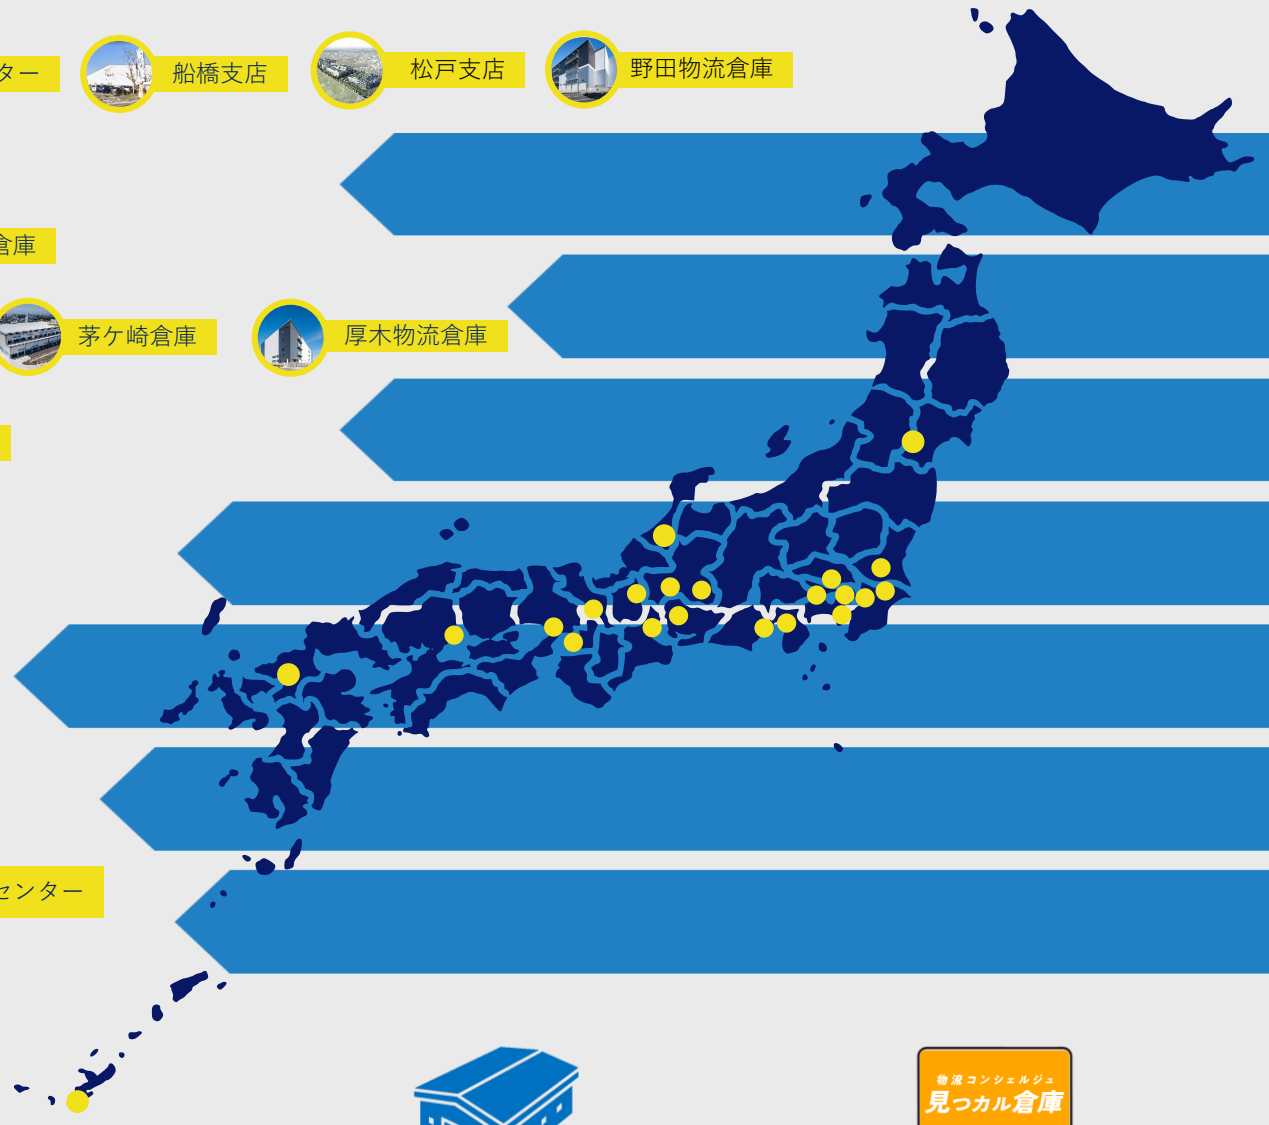 ター
船橋支店
松戸支店
野田物流倉庫
倉庫
茅ケ崎倉庫
厚木物流倉庫
センター
物流コンシェルジュ
見つカル倉庫